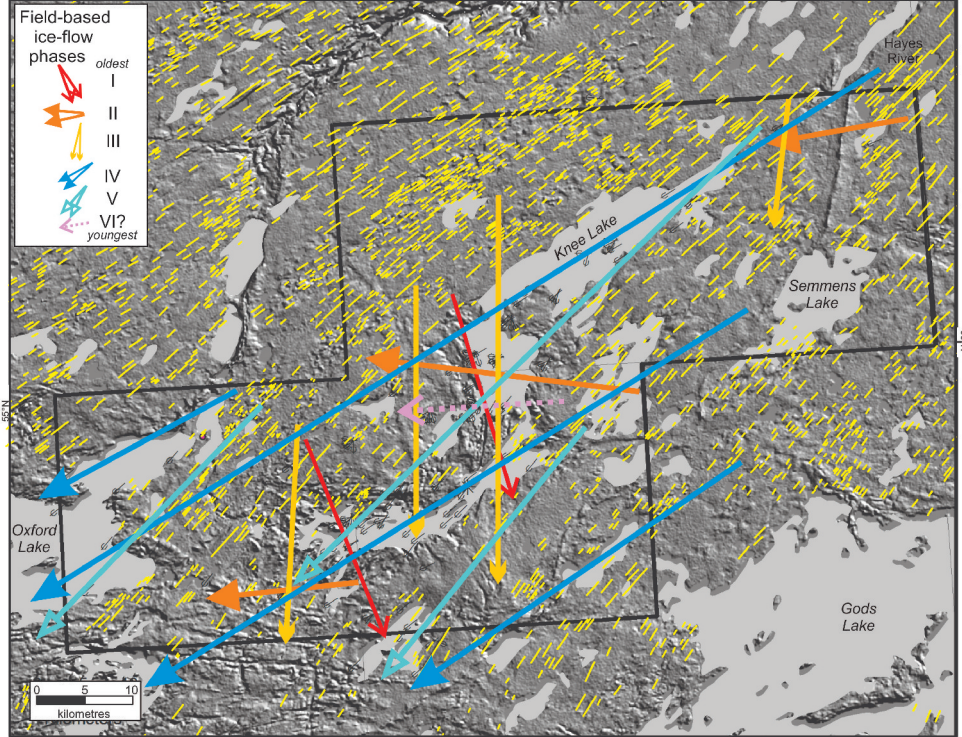 Field-based
ice-flow
phases
oldest
I
II
III
IV
V
VI?
youngest
Hayes
River
Knee Lake
Semmens
Lake
55°N
Oxford
Lake
Gods
Lake
0 5 10
kilometres